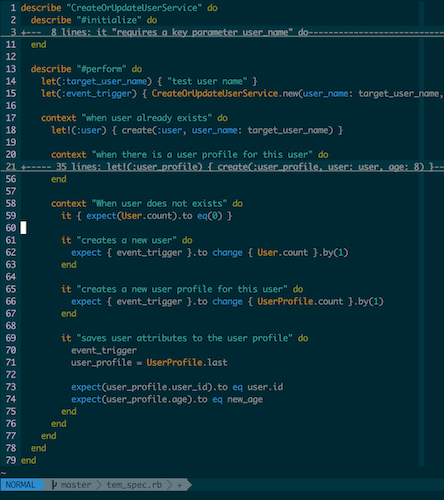 1 describe "CreateOrUpdateUserService" do
2   describe "#initialize" do
3 +---  8 lines: it "requires a key parameter user_name" do----------------------------
11   end
12
13   describe "#perform" do
14     let(:target_user_name) { "test user name" }
15     let(:event_trigger) { CreateOrUpdateUserService.new(user_name: target_user_name,
16
17     context "when user already exists" do
18       let!(:user) { create(:user, user_name: target_user_name) }
19
20       context "when there is a user profile for this user" do
21 +----- 35 lines: let!(:user_profile) { create(:user_profile, user: user, age: 8) }---
56       end
57
58       context "When user does not exists" do
59         it { expect(User.count).to eq(0) }
60
61         it "creates a new user" do
62           expect { event_trigger }.to change { User.count }.by(1)
63         end
64
65         it "creates a new user profile for this user" do
66           expect { event_trigger }.to change { UserProfile.count }.by(1)
67         end
68
69         it "saves user attributes to the user profile" do
70           event_trigger
71           user_profile = UserProfile.last
72
73           expect(user_profile.user_id).to eq user.id
74           expect(user_profile.age).to eq new_age
75         end
76       end
77     end
78   end
79 end
~
NORMAL master tem_spec.rb +